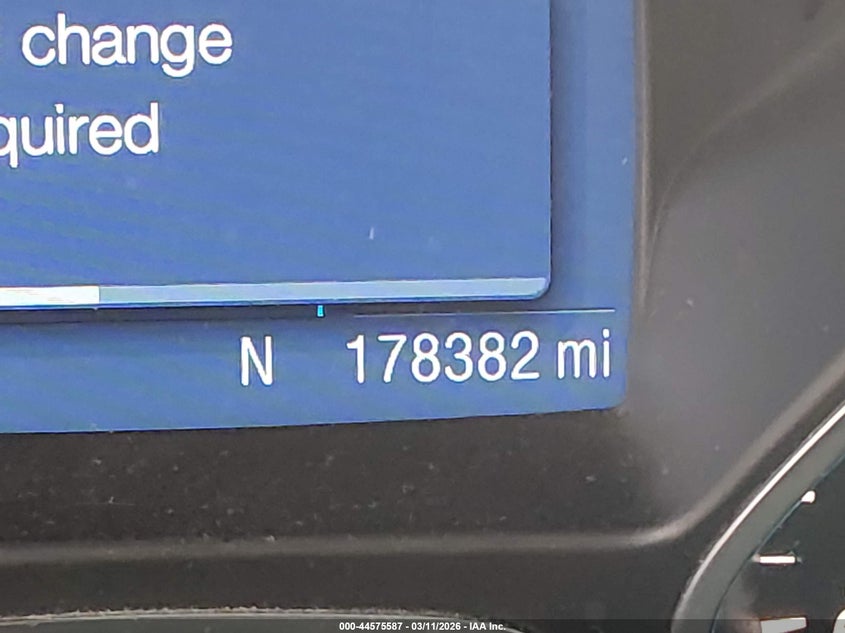 change
quired
N 178382 mi
000-44575587 - 03/11/2026 - IAA Inc.